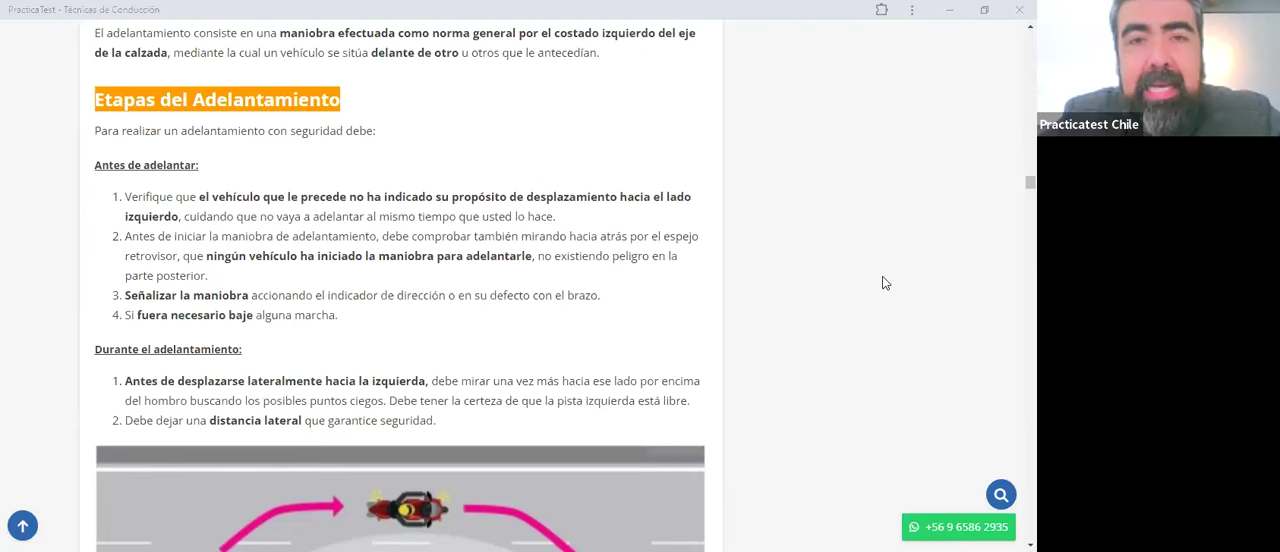 PracticaTest - Técnicas de Conducción
El adelantamiento consiste en una maniobra efectuada como norma general por el costado izquierdo del eje
de la calzada, mediante la cual un vehículo se sitúa delante de otro u otros que le antecedían.
Etapas del Adelantamiento
Para realizar un adelantamiento con seguridad debe:
Antes de adelantar:
1. Verifique que el vehículo que le precede no ha indicado su propósito de desplazamiento hacia el lado
izquierdo, cuidando que no vaya a adelantar al mismo tiempo que usted lo hace.
2. Antes de iniciar la maniobra de adelantamiento, debe comprobar también mirando hacia atrás por el espejo
retrovisor, que ningún vehículo ha iniciado la maniobra para adelantarle, no existiendo peligro en la
parte posterior.
3. Señalizar la maniobra accionando el indicador de dirección o en su defecto con el brazo.
4. Si fuera necesario baje alguna marcha.
Durante el adelantamiento:
1. Antes de desplazarse lateralmente hacia la izquierda, debe mirar una vez más hacia ese lado por encima
del hombro buscando los posibles puntos ciegos. Debe tener la certeza de que la pista izquierda está libre.
2. Debe dejar una distancia lateral que garantice seguridad.
Practicatest Chile
+56 9 6586 2935